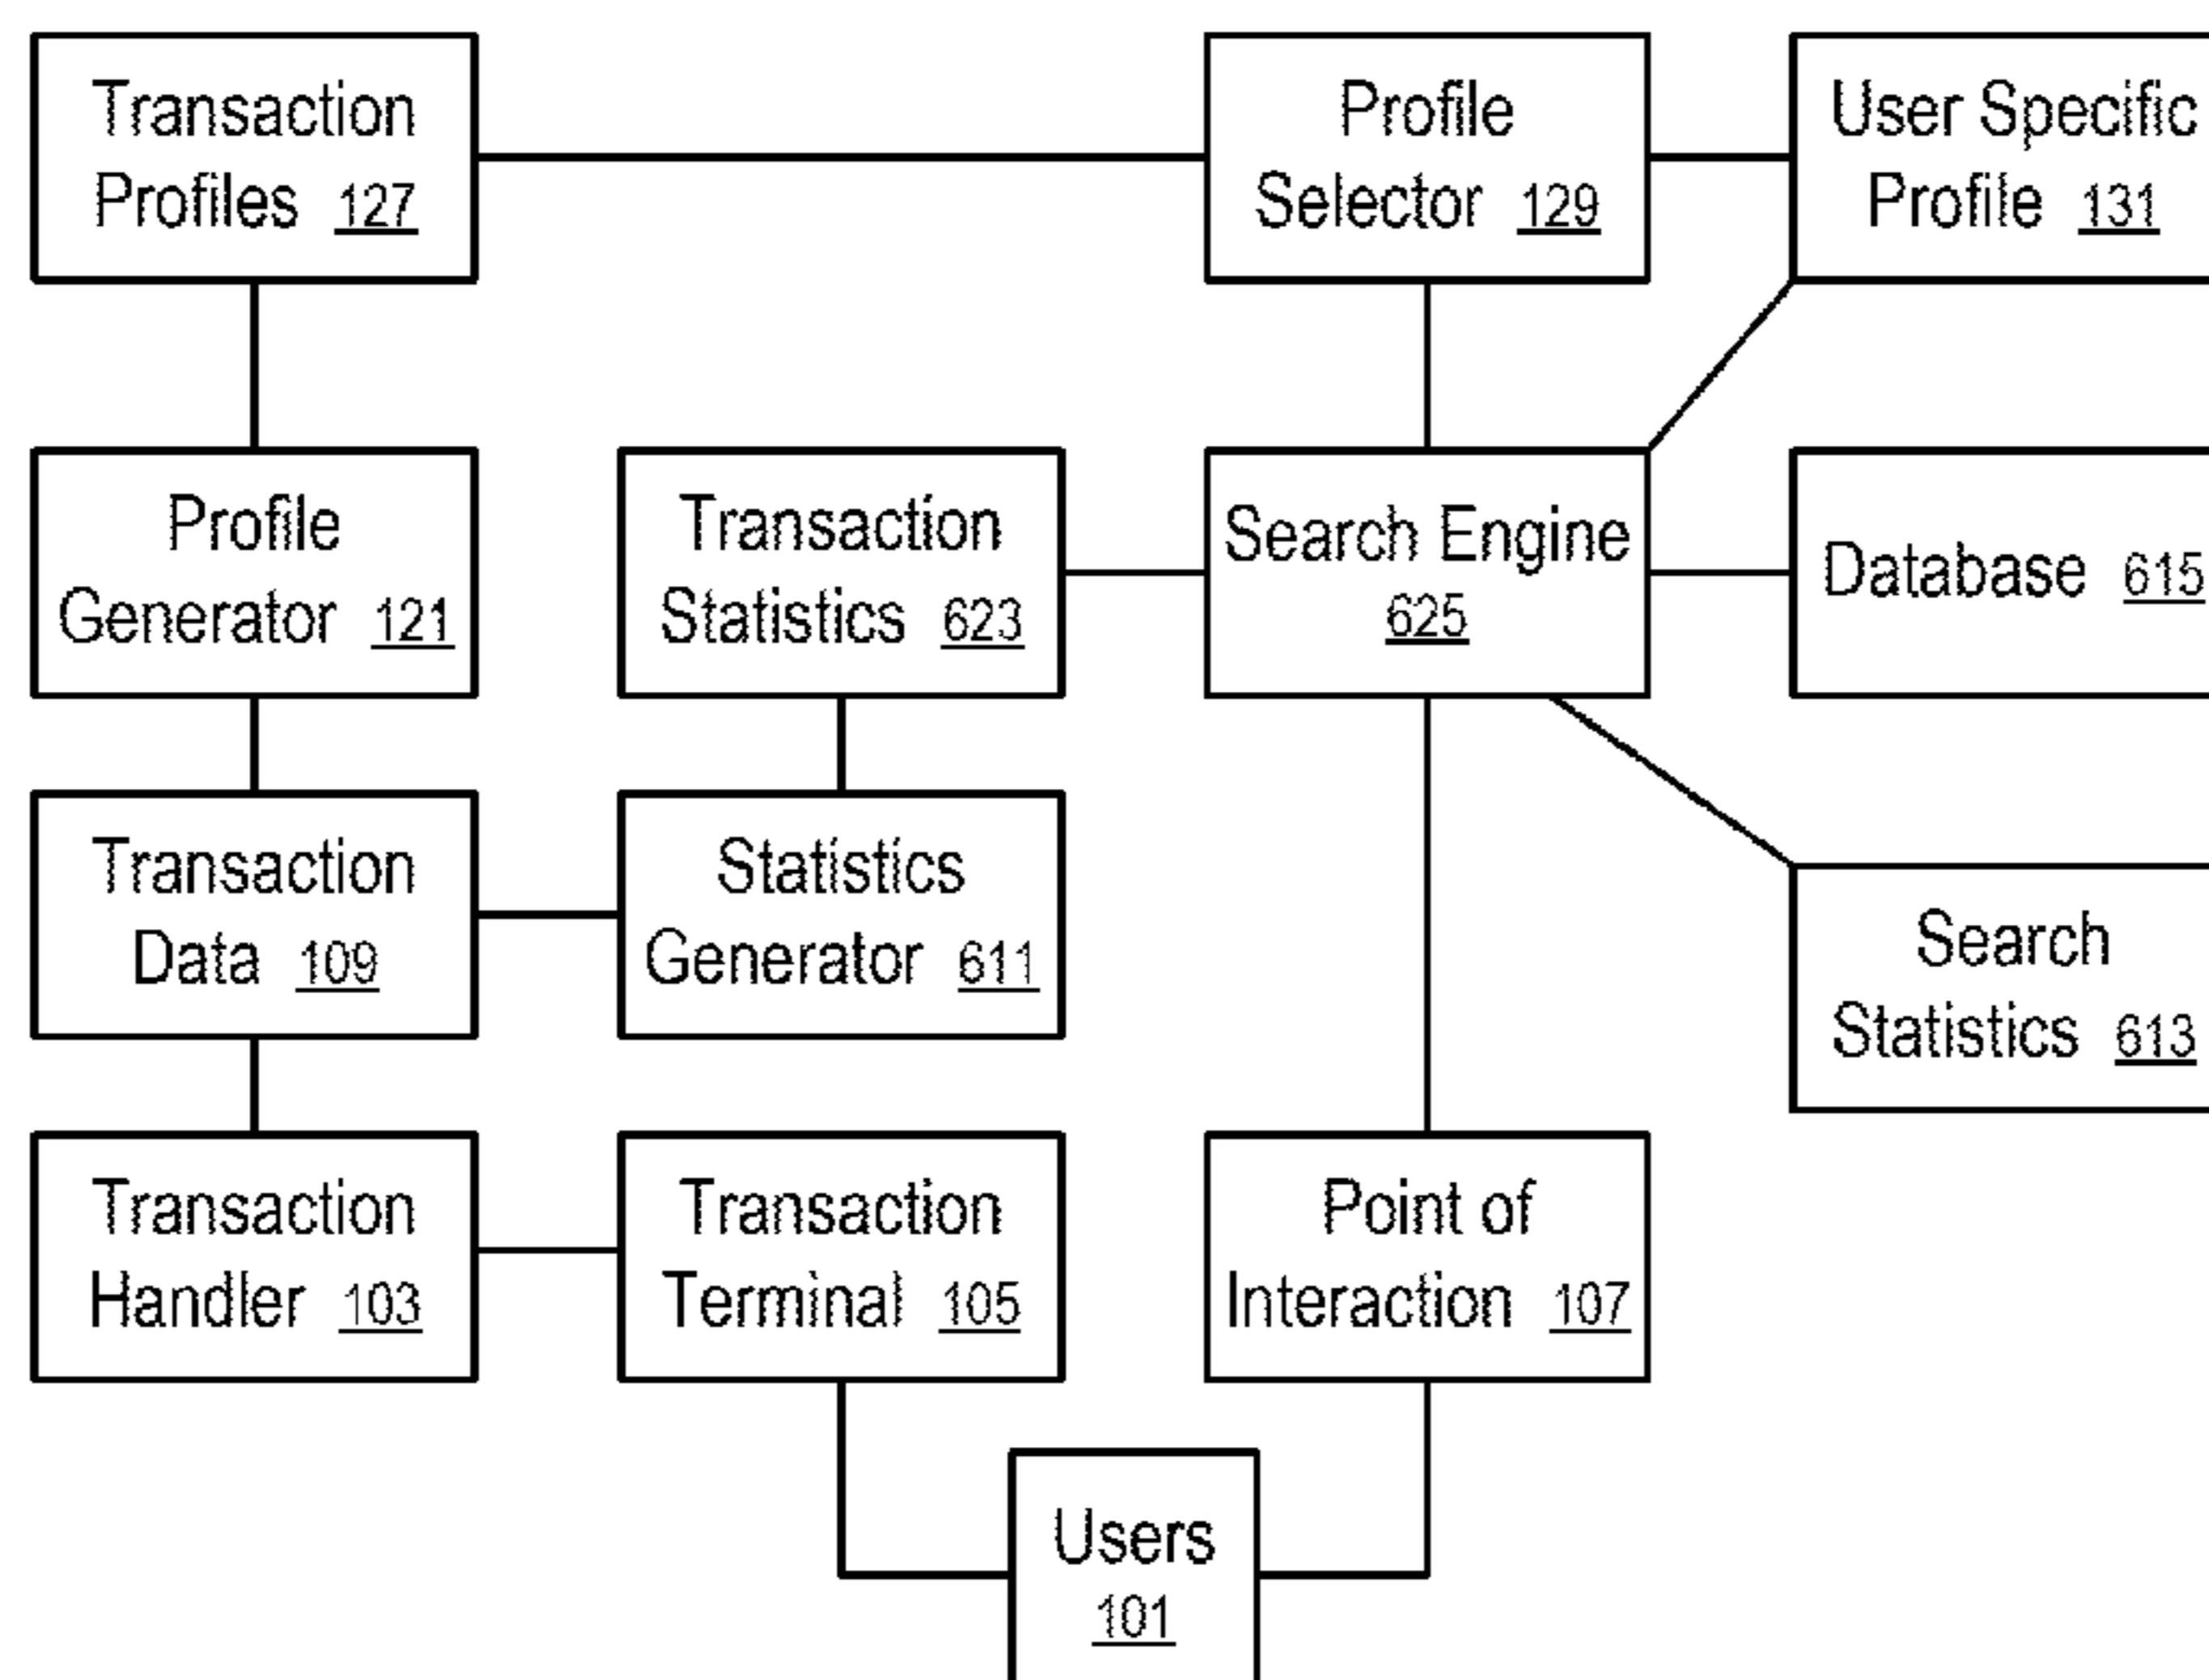 Transaction
Profiles 127
Profile
Selector 129
User Specific
Profile 131
Profile
Generator 121
Transaction
Statistics 623
Search Engine
625
Database 615
Transaction
Data 109
Statistics
Generator 611
Search
Statistics 613
Transaction
Handler 103
Transaction
Terminal 105
Point of
Interaction 107
Users
101